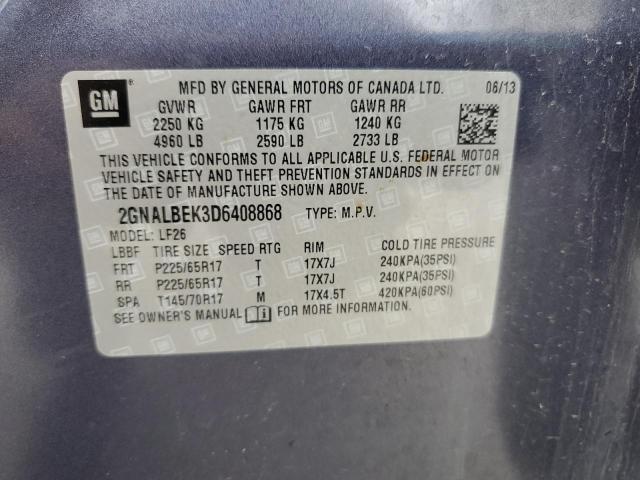 GM ® MFD BY GENERAL MOTORS OF CANADA LTD. 06/13
GVWR GAWR FRT GAWR RR
2250 KG 1175 KG 1240 KG
4960 LB 2590 LB 2733 LB
THIS VEHICLE CONFORMS TO ALL APPLICABLE U.S. FEDERAL MOTOR
VEHICLE SAFETY AND THEFT PREVENTION STANDARDS IN EFFECT ON
THE DATE OF MANUFACTURE SHOWN ABOVE.
2GNALBEK3D6408868 TYPE: M.P.V.
MODEL: LF26
LBBF TIRE SIZE SPEED RTG RIM COLD TIRE PRESSURE
FRT P225/65R17 T 17X7J 240KPA(35PSI)
RR P225/65R17 T 17X7J 240KPA(35PSI)
SPA T145/70R17 M 17X4.5T 420KPA(60PSI)
SEE OWNER'S MANUAL i FOR MORE INFORMATION.